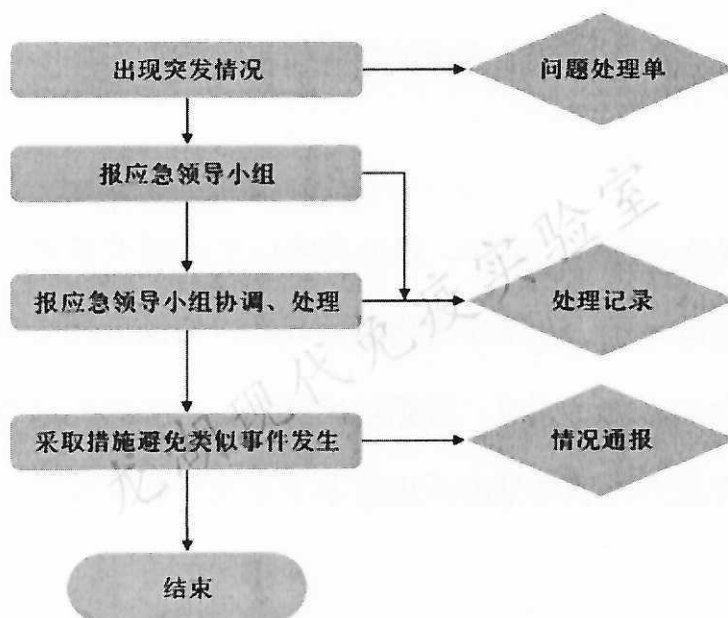 出现突发情况
问题处理单
报应急领导小组
报应急领导小组协调、处理
处理记录
采取措施避免类似事件发生
情况通报
结束
龙湖现代免疫实验室